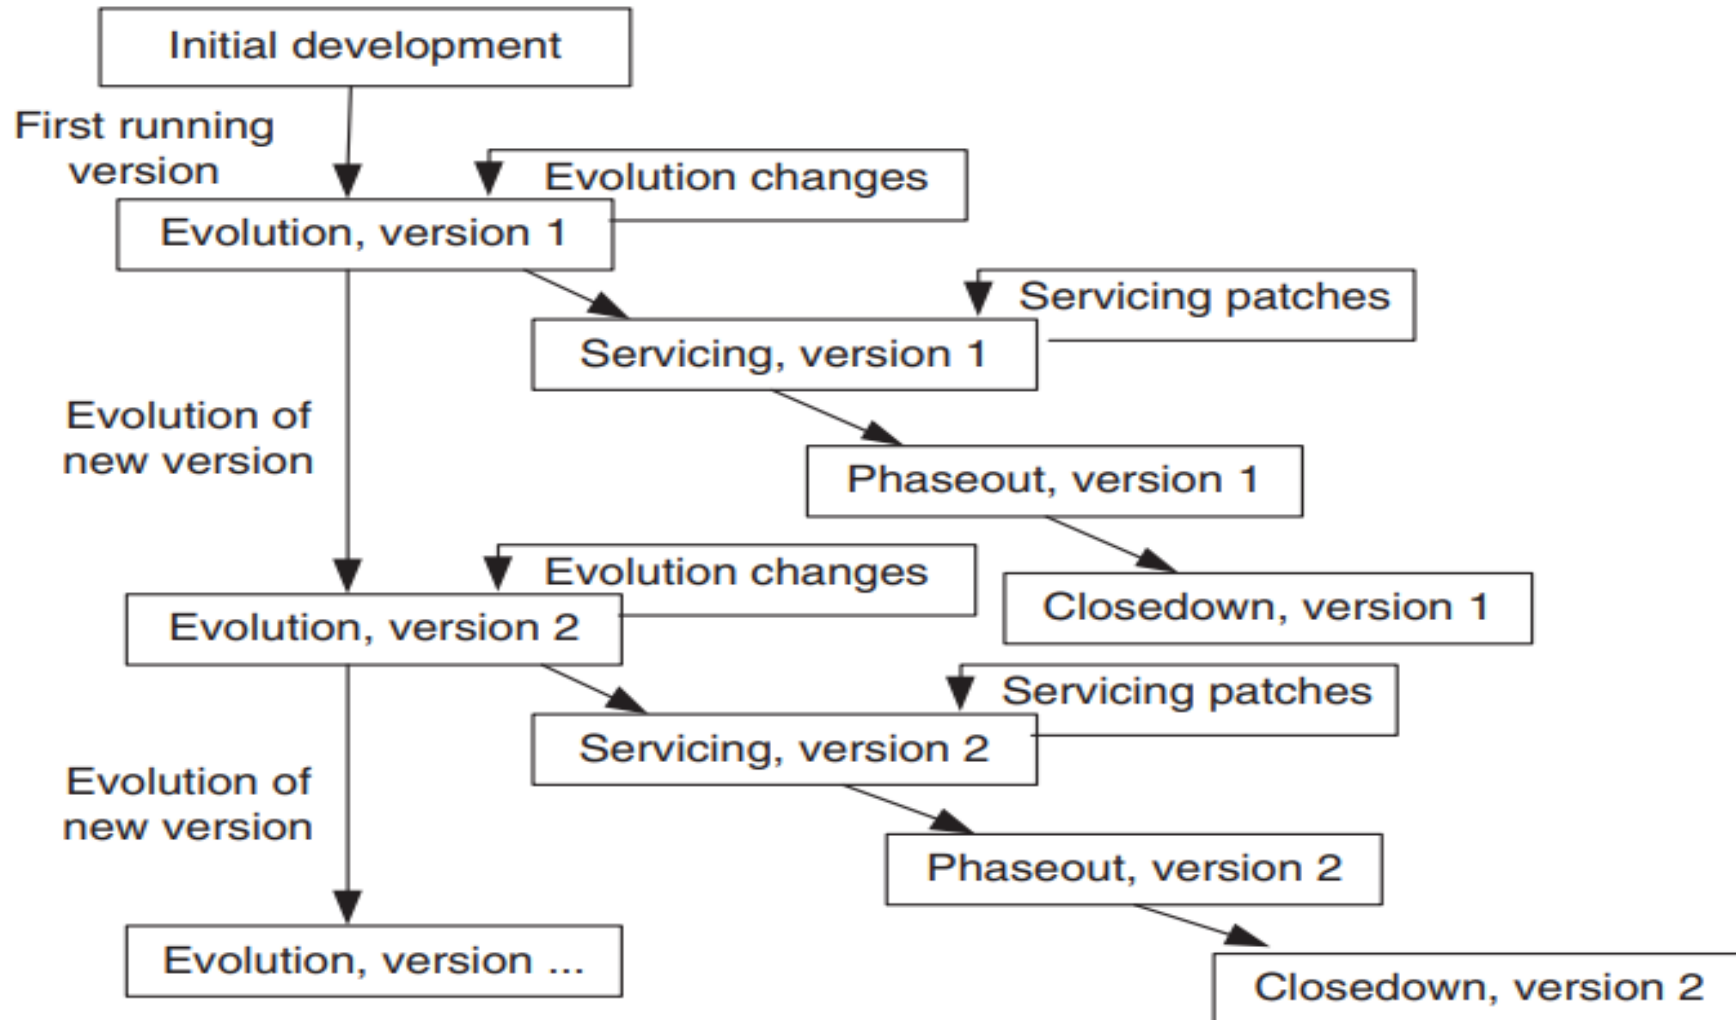 Initial development
First running
version
Evolution changes
Evolution, version 1
Servicing patches
Servicing, version 1
Evolution of
new version
Phaseout, version 1
Evolution changes
Closedown, version 1
Evolution, version 2
Servicing patches
Servicing, version 2
Evolution of
new version
Phaseout, version 2
Evolution, version ...
Closedown, version 2